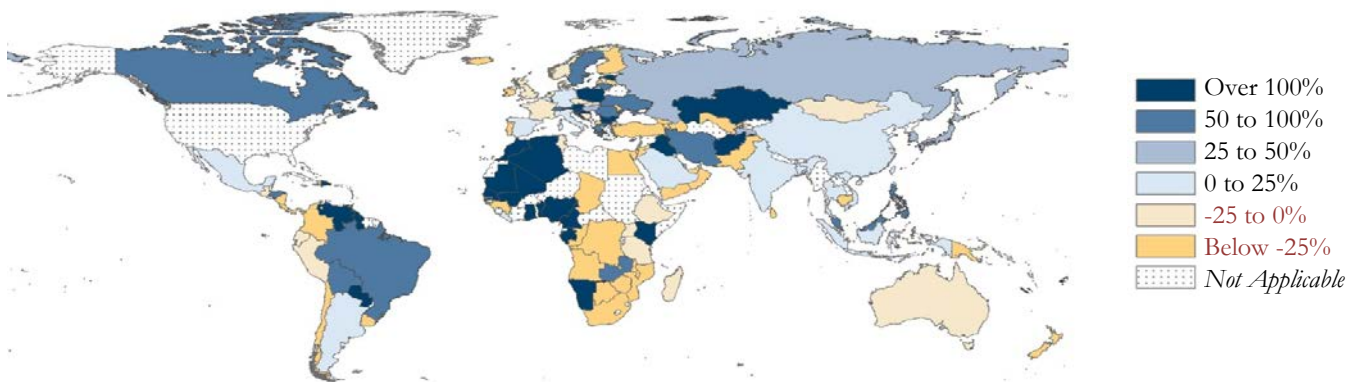 Over 100%
50 to 100%
25 to 50%
0 to 25%
-25 to 0%
Below -25%
Not Applicable